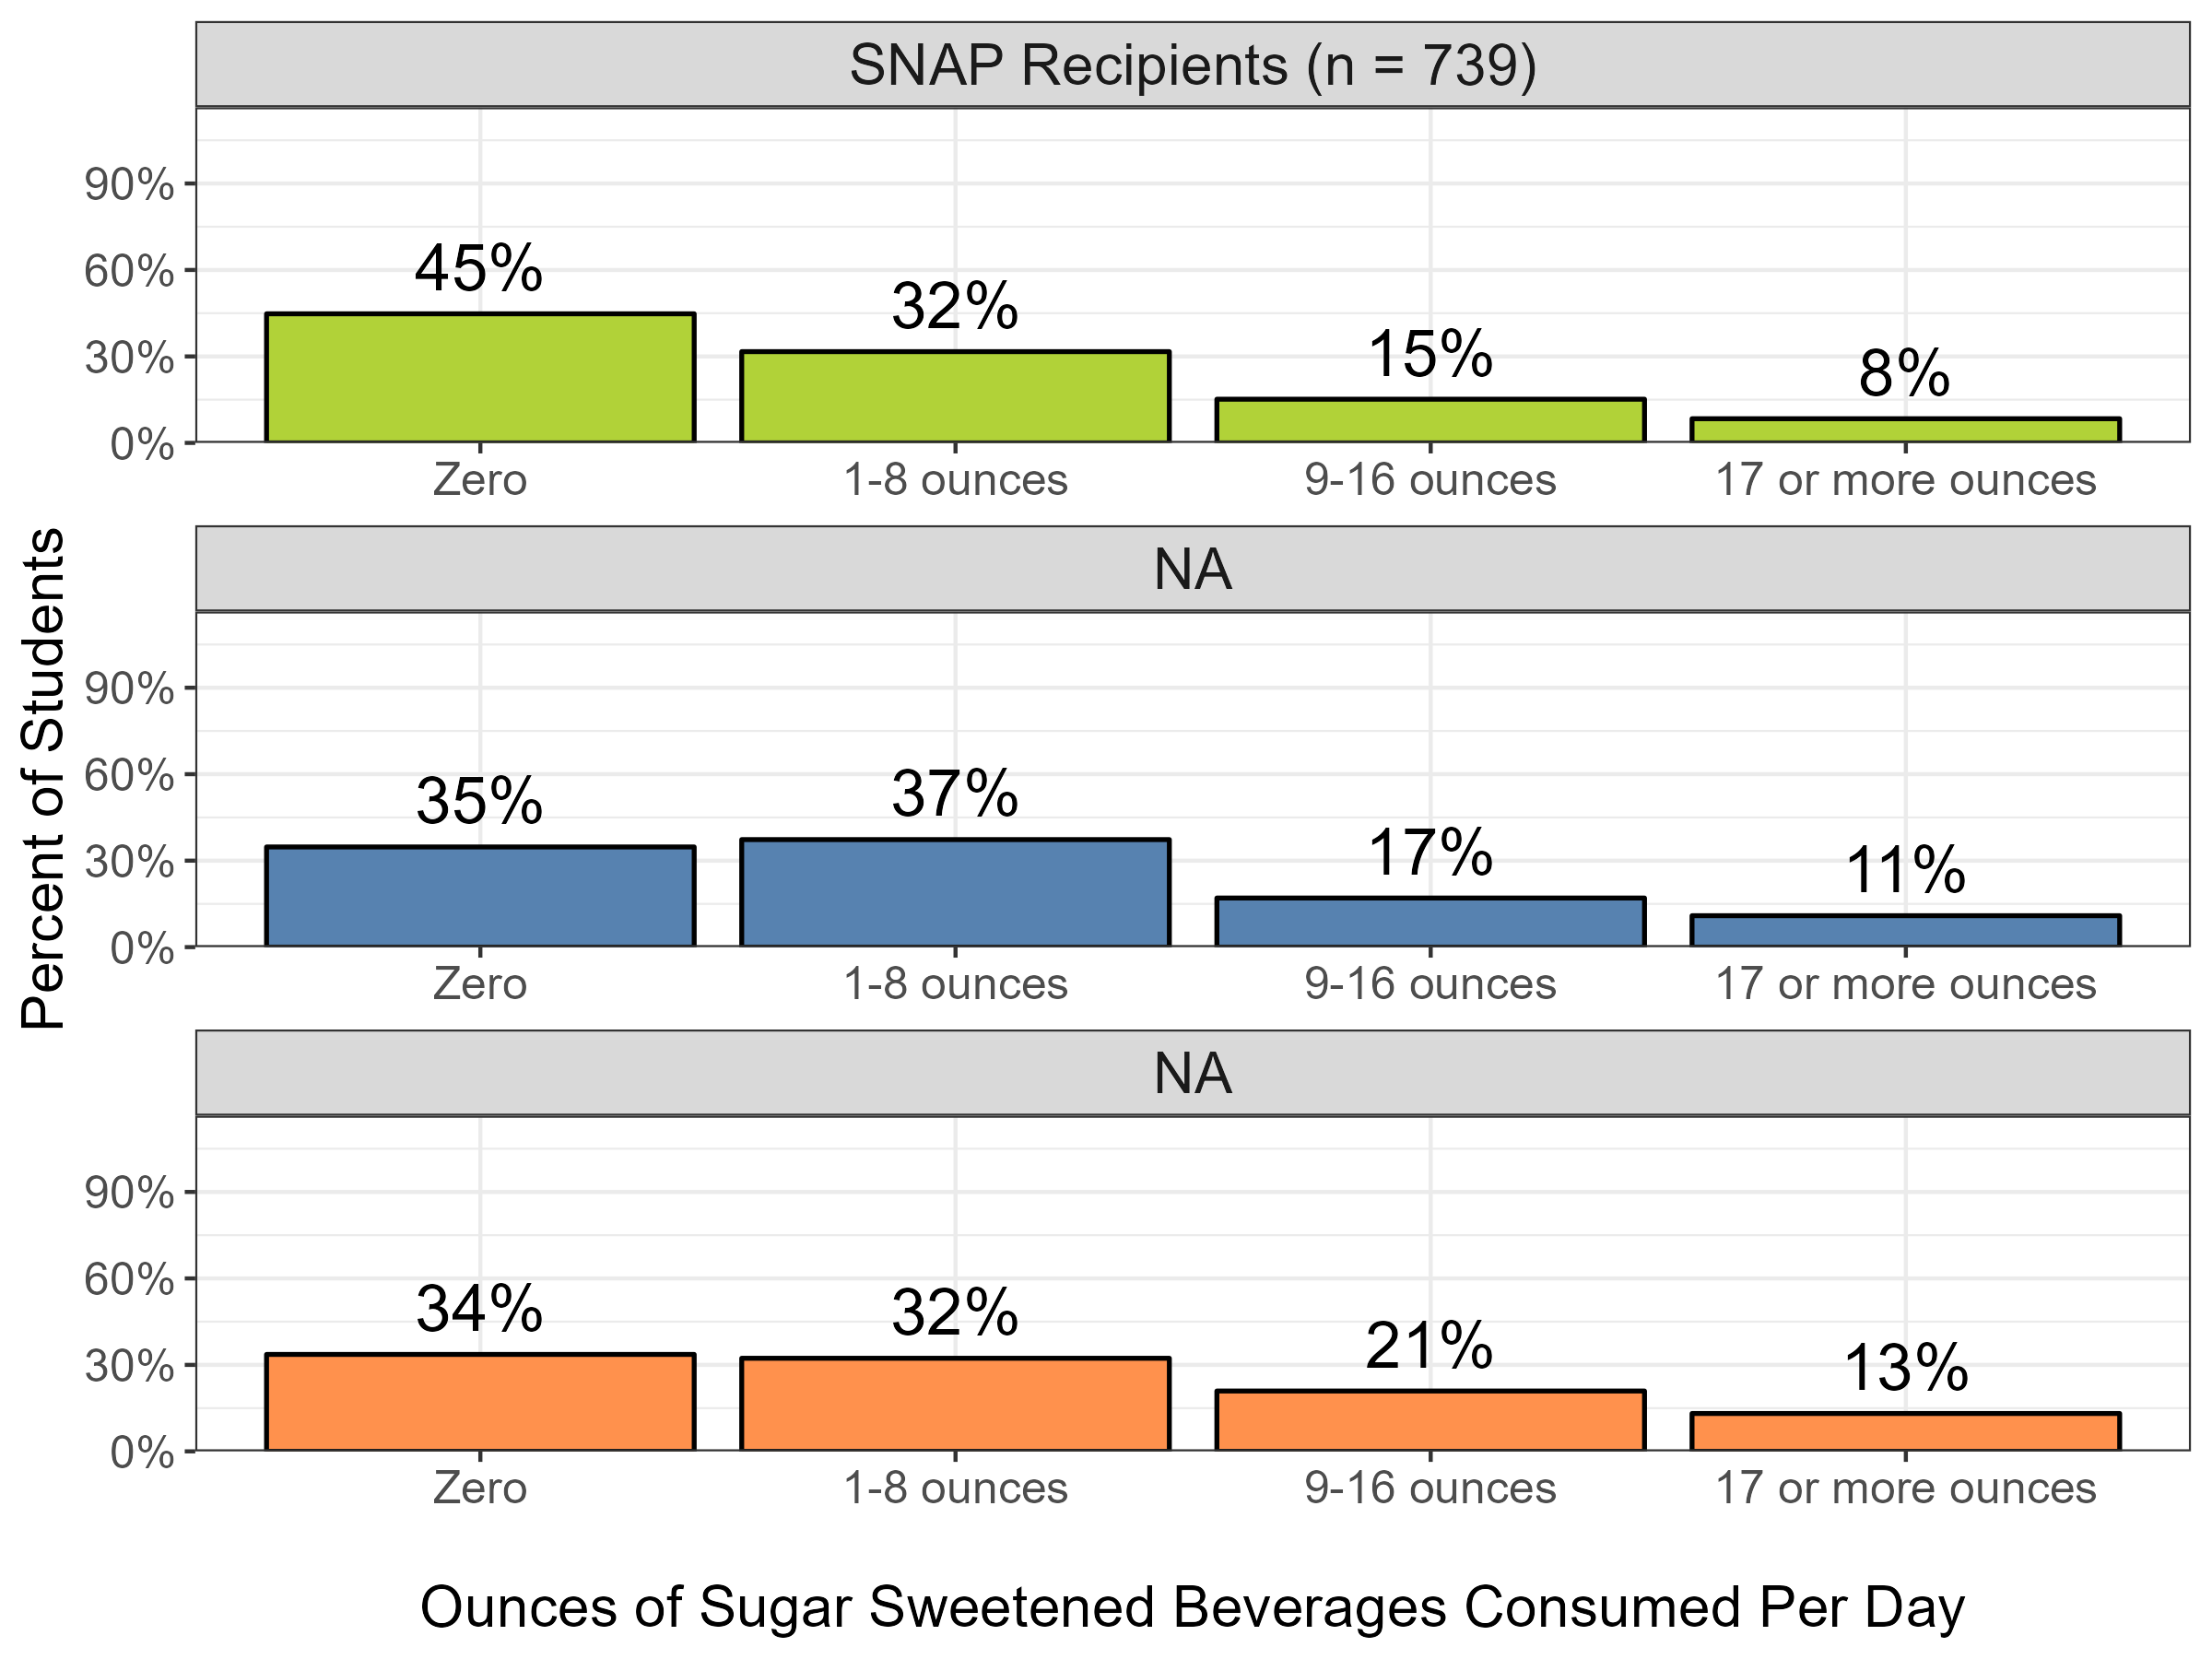 SNAP Recipients (n = 739)
90%
60%
30%
0%
45%
32%
15%
8%
Zero
1-8 ounces
9-16 ounces
17 or more ounces
NA
90%
60%
30%
0%
35%
37%
17%
11%
Zero
1-8 ounces
9-16 ounces
17 or more ounces
NA
90%
60%
30%
0%
34%
32%
21%
13%
Zero
1-8 ounces
9-16 ounces
17 or more ounces
Percent of Students
Ounces of Sugar Sweetened Beverages Consumed Per Day